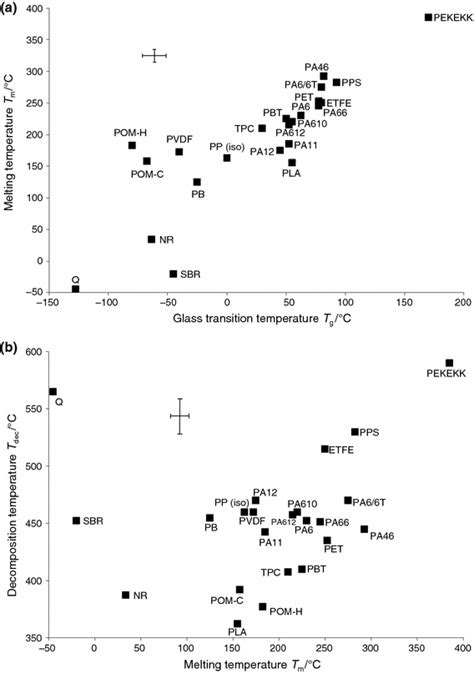 (a)
Melting temperature Tm/°C
400
350
300
250
200
150
100
50
0
−50
−150
−100
−50
0
50
100
150
200
Glass transition temperature Tg/°C
PEKEKK
PA46
PA6/6T
PPS
PET
ETFE
PA6
PA66
PBT
PA610
TPC
PA612
POM-H
PVDF
PP (iso)
PA12
PA11
POM-C
PLA
PB
NR
SBR
Q
(b)
Decomposition temperature Tdec/°C
600
550
500
450
400
350
−50
0
50
100
150
200
250
300
350
400
Melting temperature Tm/°C
PEKEKK
Q
PPS
ETFE
PA12
PP (iso)
PA610
PA6/6T
SBR
PB
PVDF
PA612
PA6
PA66
PA46
PA11
PET
TPC
PBT
NR
POM-C
POM-H
PLA